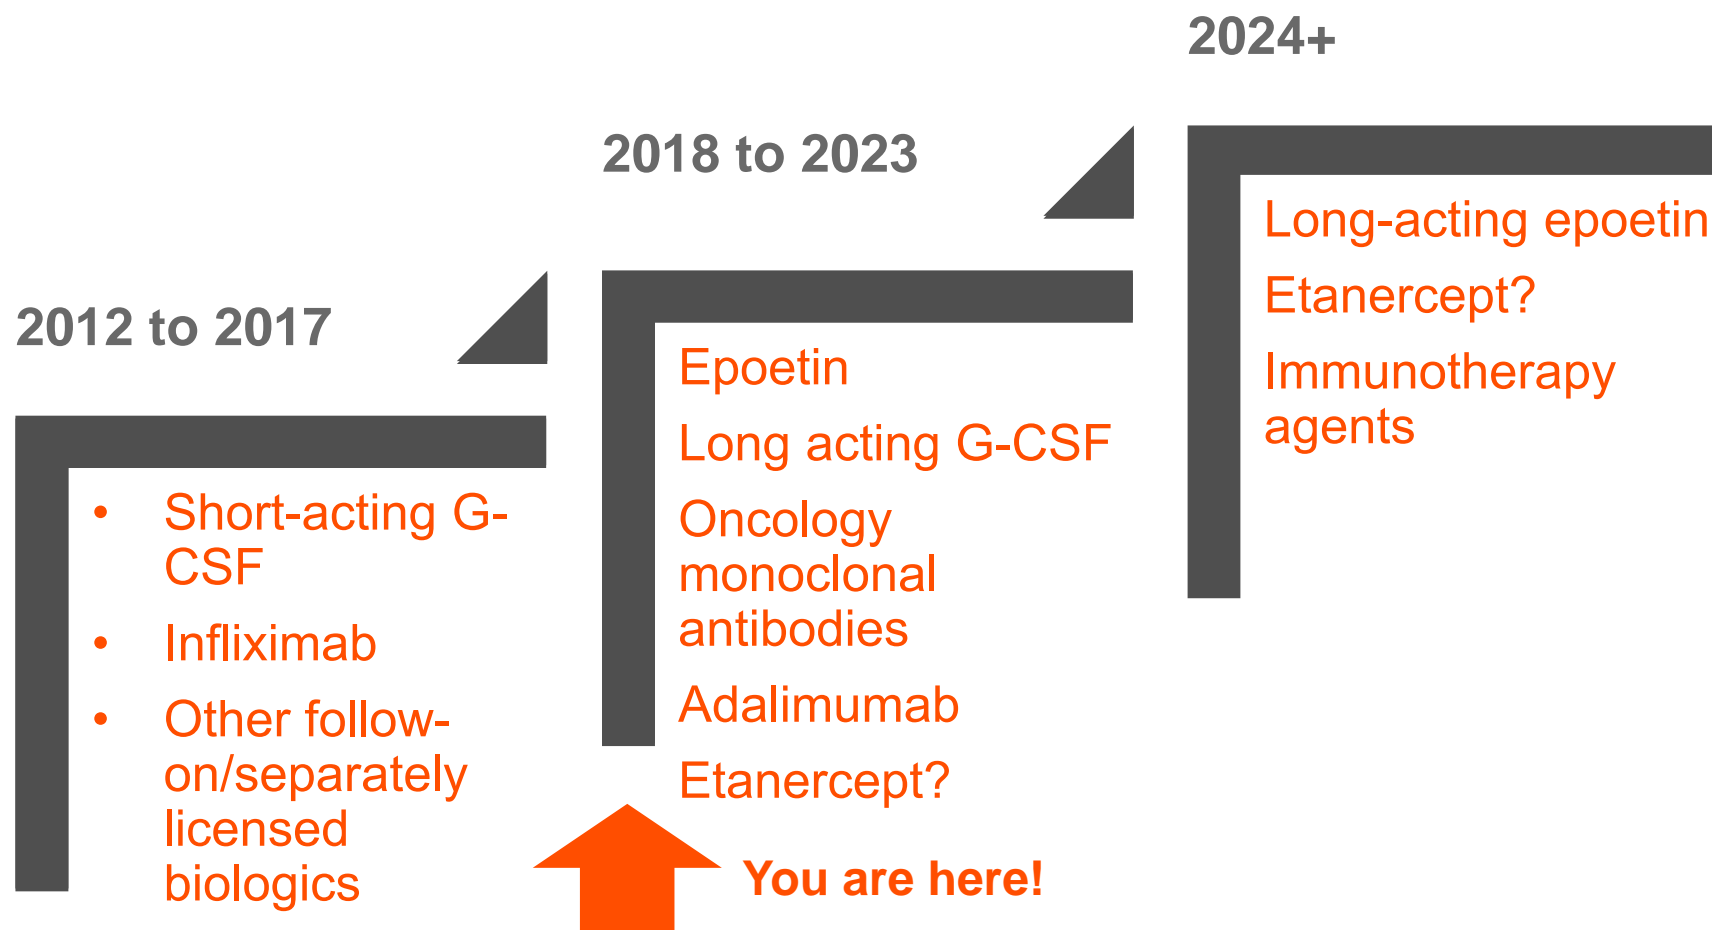 2012 to 2017
• Short-acting G-
CSF
• Infliximab
• Other follow-
on/separately
licensed
biologics
2018 to 2023
Epoetin
Long acting G-CSF
Oncology
monoclonal
antibodies
Adalimumab
Etanercept?
You are here!
2024+
Long-acting epoetin
Etanercept?
Immunotherapy
agents